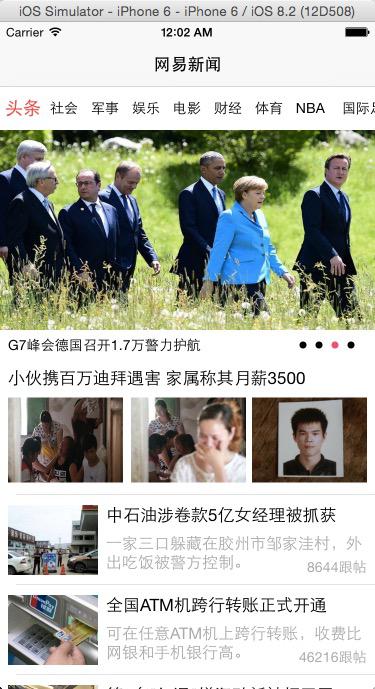 iOS Simulator - iPhone 6 - iPhone 6 / iOS 8.2 (12D508)
Carrier 12:02 AM
网易新闻
头条 社会 军事 娱乐 电影 财经 体育 NBA 国际足
G7峰会德国召开1.7万警力护航
小伙携百万迪拜遇害 家属称其月薪3500
中石油涉卷款5亿女经理被抓获
一家三口躲藏在胶州市邹家洼村，外
出吃饭被警方控制。
8644跟帖
全国ATM机跨行转账正式开通
可在任意ATM机上跨行转账，收费比
网银和手机银行高。
46216跟帖